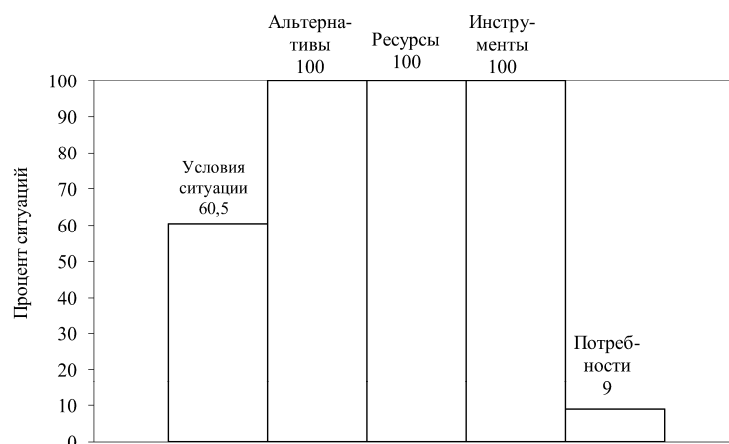 Альтерна-
тивы
100
Ресурсы
100
Инстру-
менты
100
Условия
ситуации
60,5
Потреб-
ности
9
Процент ситуаций
100
90
80
70
60
50
40
30
20
10
0